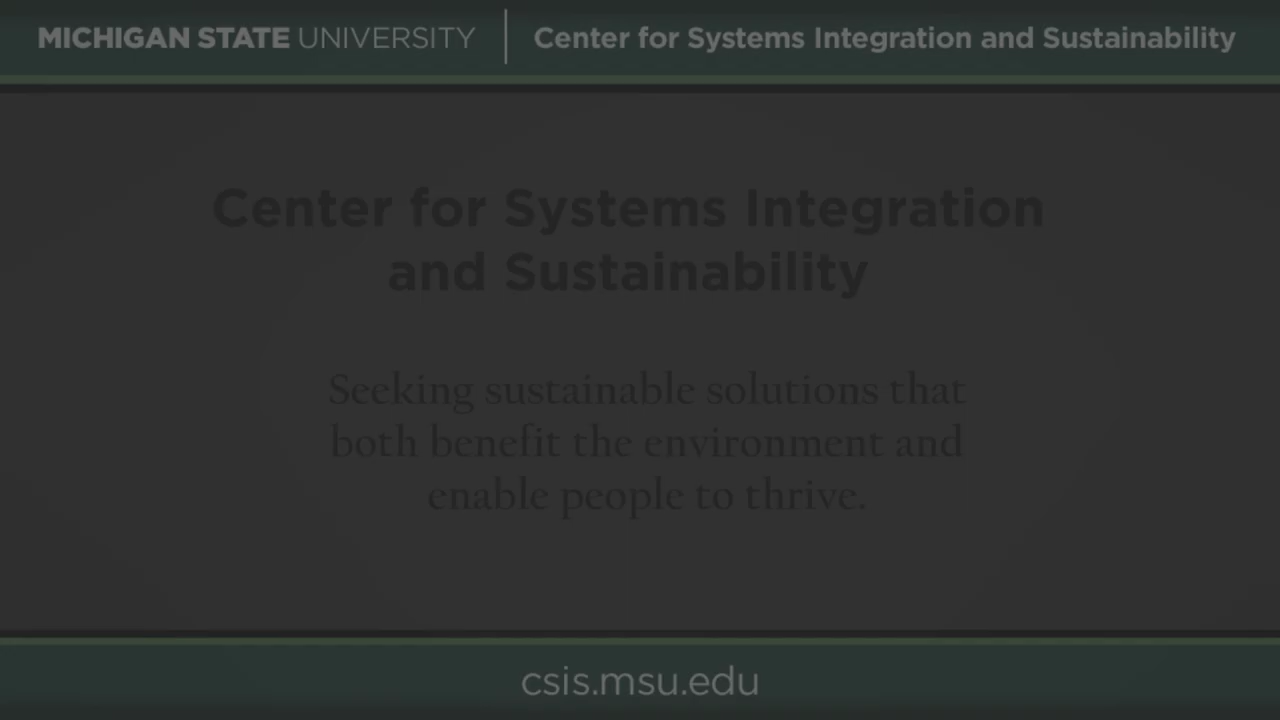 MICHIGAN STATE UNIVERSITY | Center for Systems Integration and Sustainability
Center for Systems Integration
and Sustainability
Seeking sustainable solutions that
both benefit the environment and
enable people to thrive.
csis.msu.edu